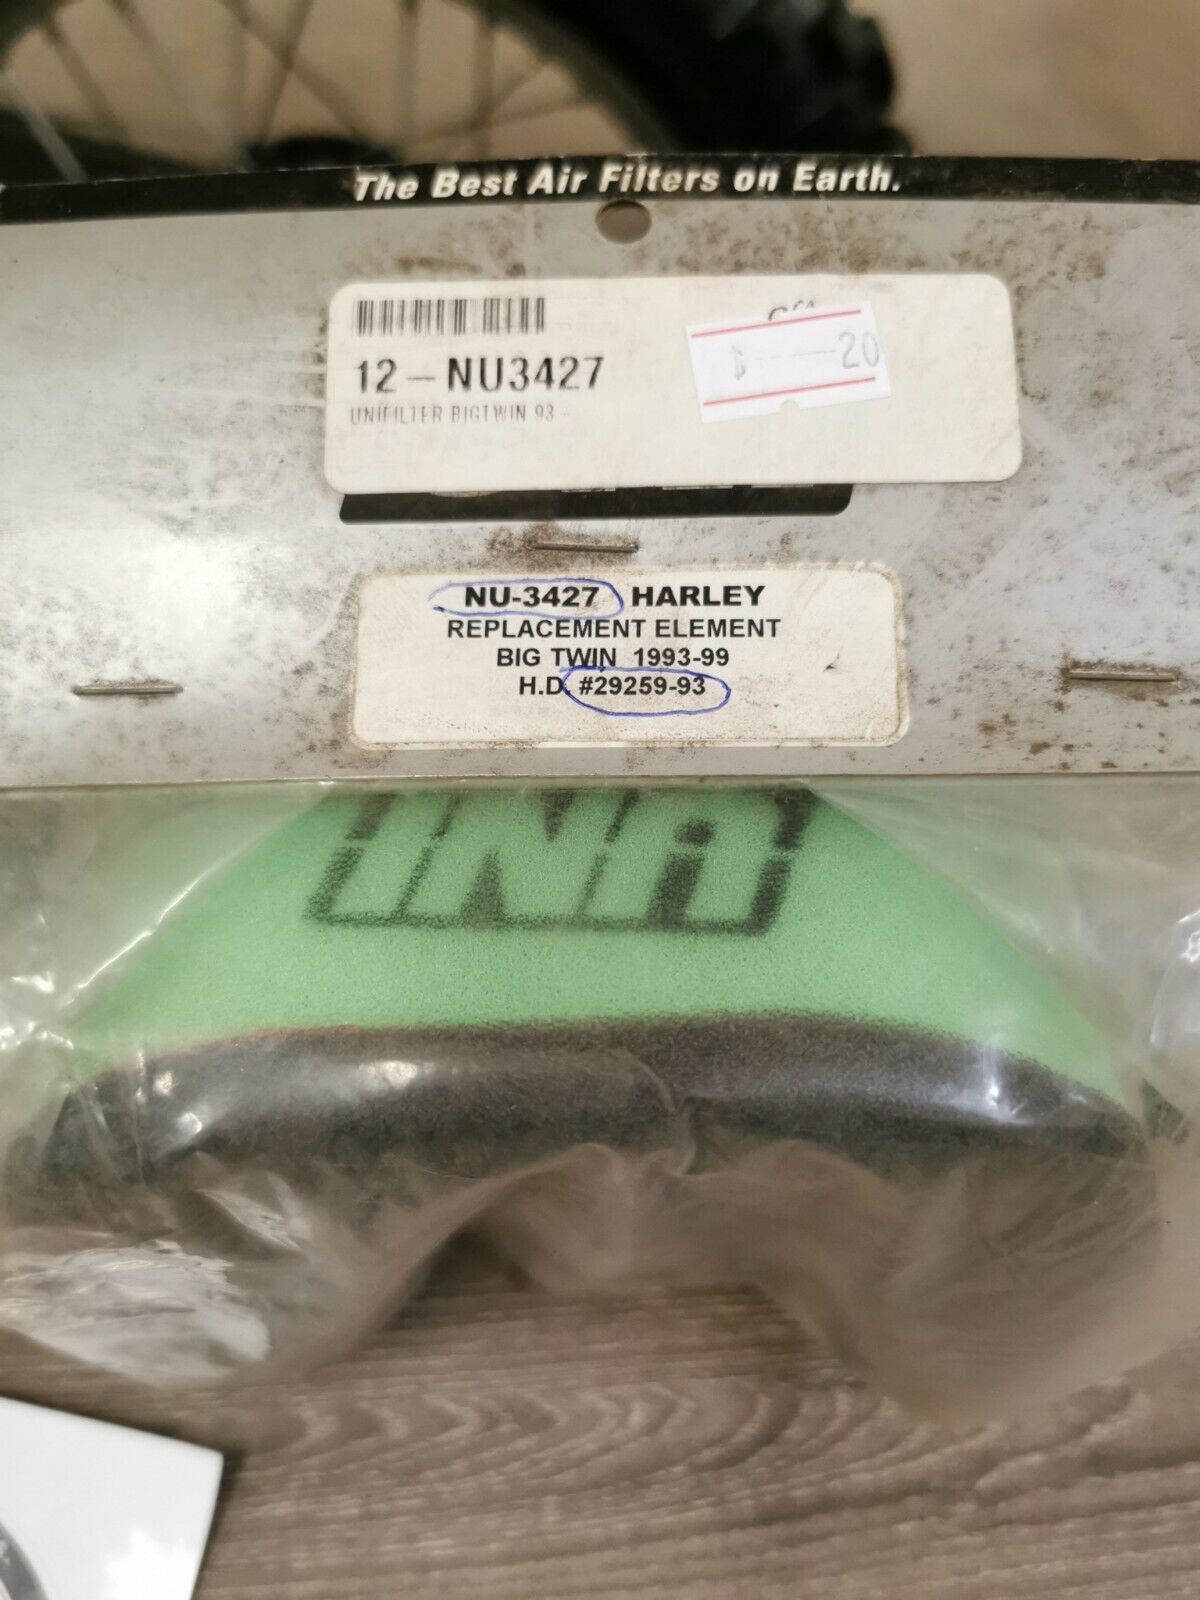 The Best Air Filters on Earth.
12-NU3427
UNIFILTER BIGTWIN 93-
$ ----20
NU-3427 HARLEY
REPLACEMENT ELEMENT
BIG TWIN 1993-99
H.D. #29259-93